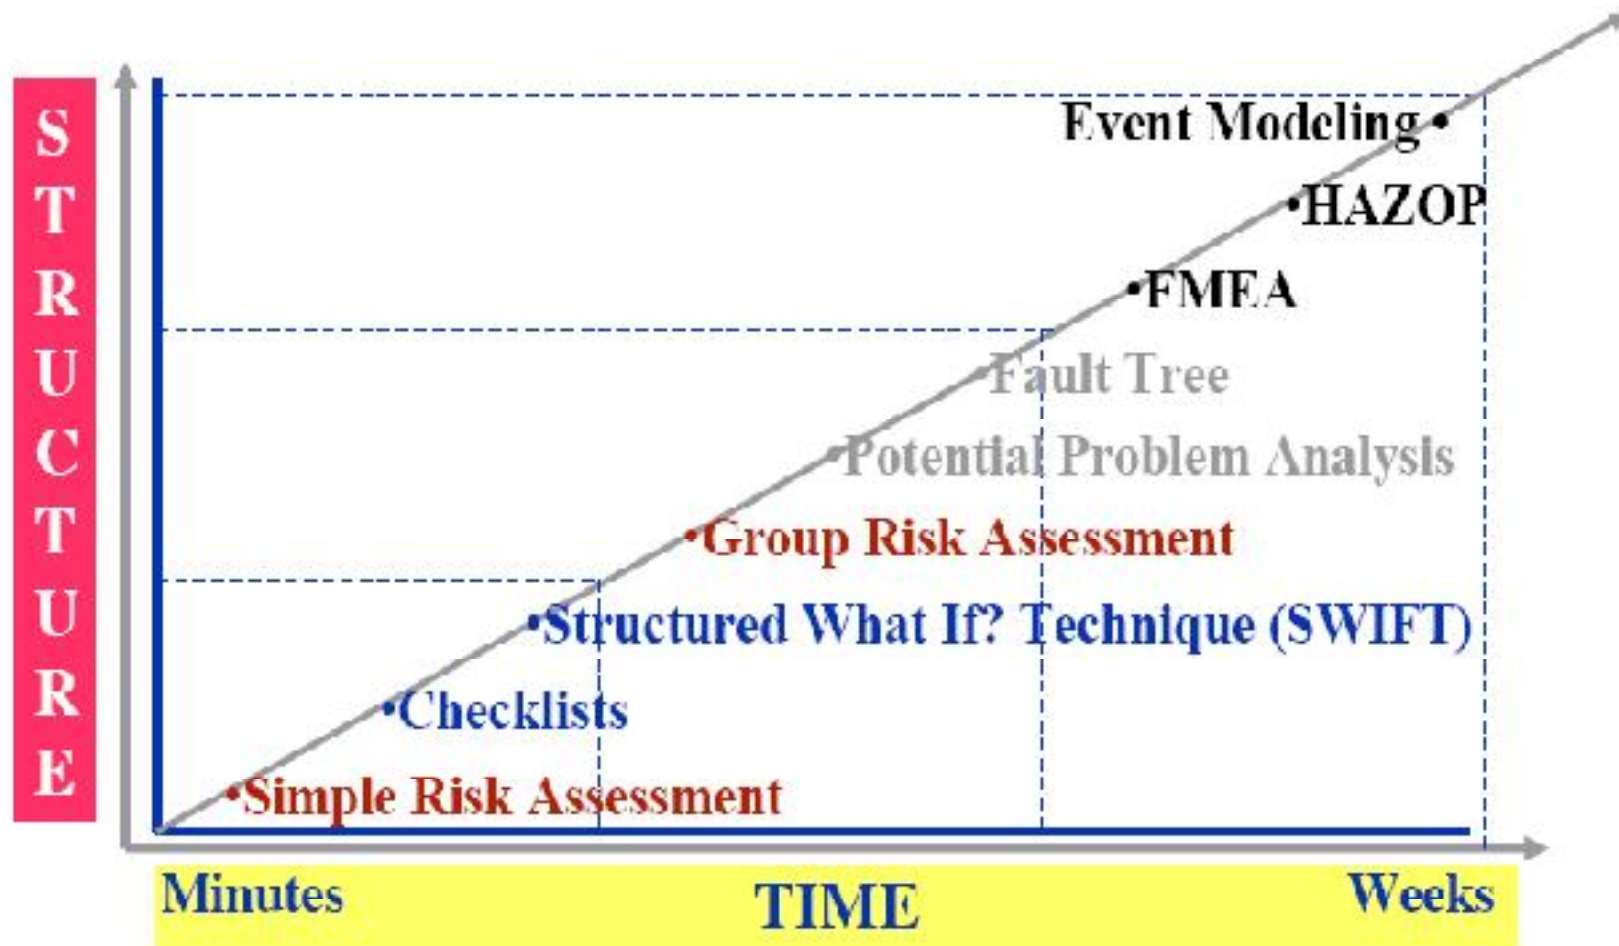 STRUCTURE
Event Modeling
HAZOP
FMEA
Fault Tree
Potential Problem Analysis
Group Risk Assessment
Structured What If? Technique (SWIFT)
Checklists
Simple Risk Assessment
Minutes
TIME
Weeks